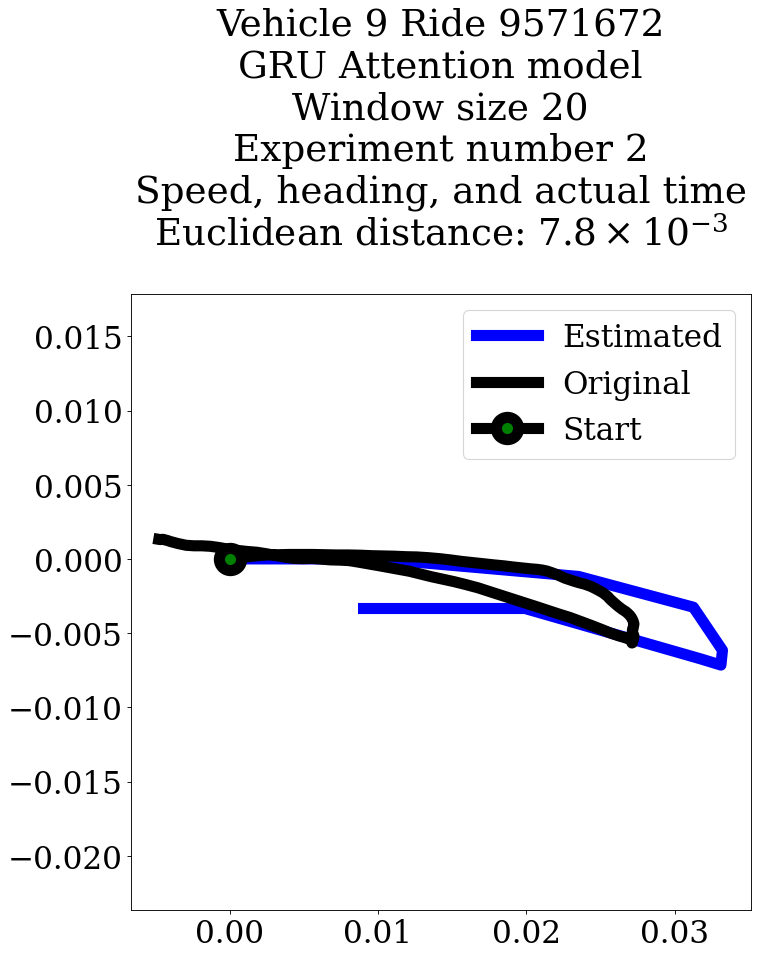 Vehicle 9 Ride 9571672
GRU Attention model
Window size 20
Experiment number 2
Speed, heading, and actual time
Euclidean distance: 7.8 × 10⁻³
Estimated
Original
Start
0.015
0.010
0.005
0.000
−0.005
−0.010
−0.015
−0.020
0.00 0.01 0.02 0.03